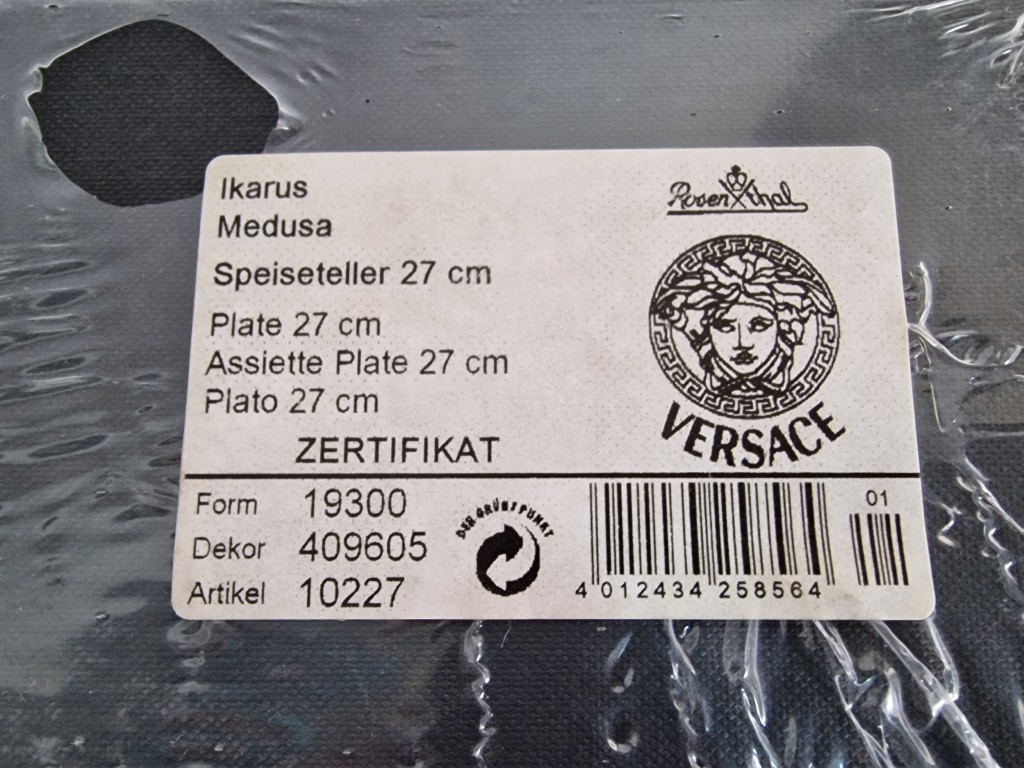 Ikarus
Medusa
Speiseteller 27 cm
Plate 27 cm
Assiette Plate 27 cm
Plato 27 cm
ZERTIFIKAT
Rosenthal
VERSACE
Form 19300
Dekor 409605
Artikel 10227
DER GRÜNE PUNKT
01
4 012434 258564